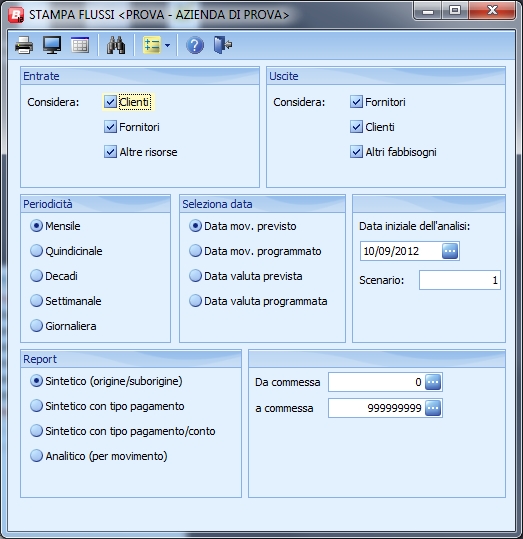 STAMPA FLUSSI <PROVA - AZIENDA DI PROVA>
Entrate
Considera:
Clienti
Fornitori
Altre risorse
Uscite
Considera:
Fornitori
Clienti
Altri fabbisogni
Periodicità
Mensile
Quindicinale
Decadi
Settimanale
Giornaliera
Seleziona data
Data mov. previsto
Data mov. programmato
Data valuta prevista
Data valuta programmata
Data iniziale dell'analisi:
10/09/2012
Scenario: 1
Report
Sintetico (origine/suborigine)
Sintetico con tipo pagamento
Sintetico con tipo pagamento/conto
Analitico (per movimento)
Da commessa 0
a commessa 999999999